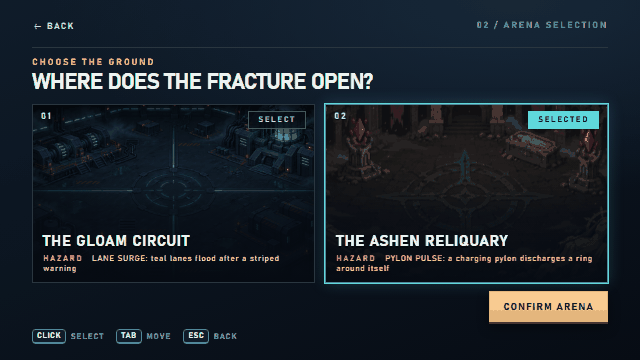 ← BACK
02 / ARENA SELECTION
CHOOSE THE GROUND
WHERE DOES THE FRACTURE OPEN?
01
SELECT
THE GLOAM CIRCUIT
HAZARD LANE SURGE: teal lanes flood after a striped
warning
02
SELECTED
THE ASHEN RELIQUARY
HAZARD PYLON PULSE: a charging pylon discharges a ring
around itself
CONFIRM ARENA
CLICK SELECT TAB MOVE ESC BACK